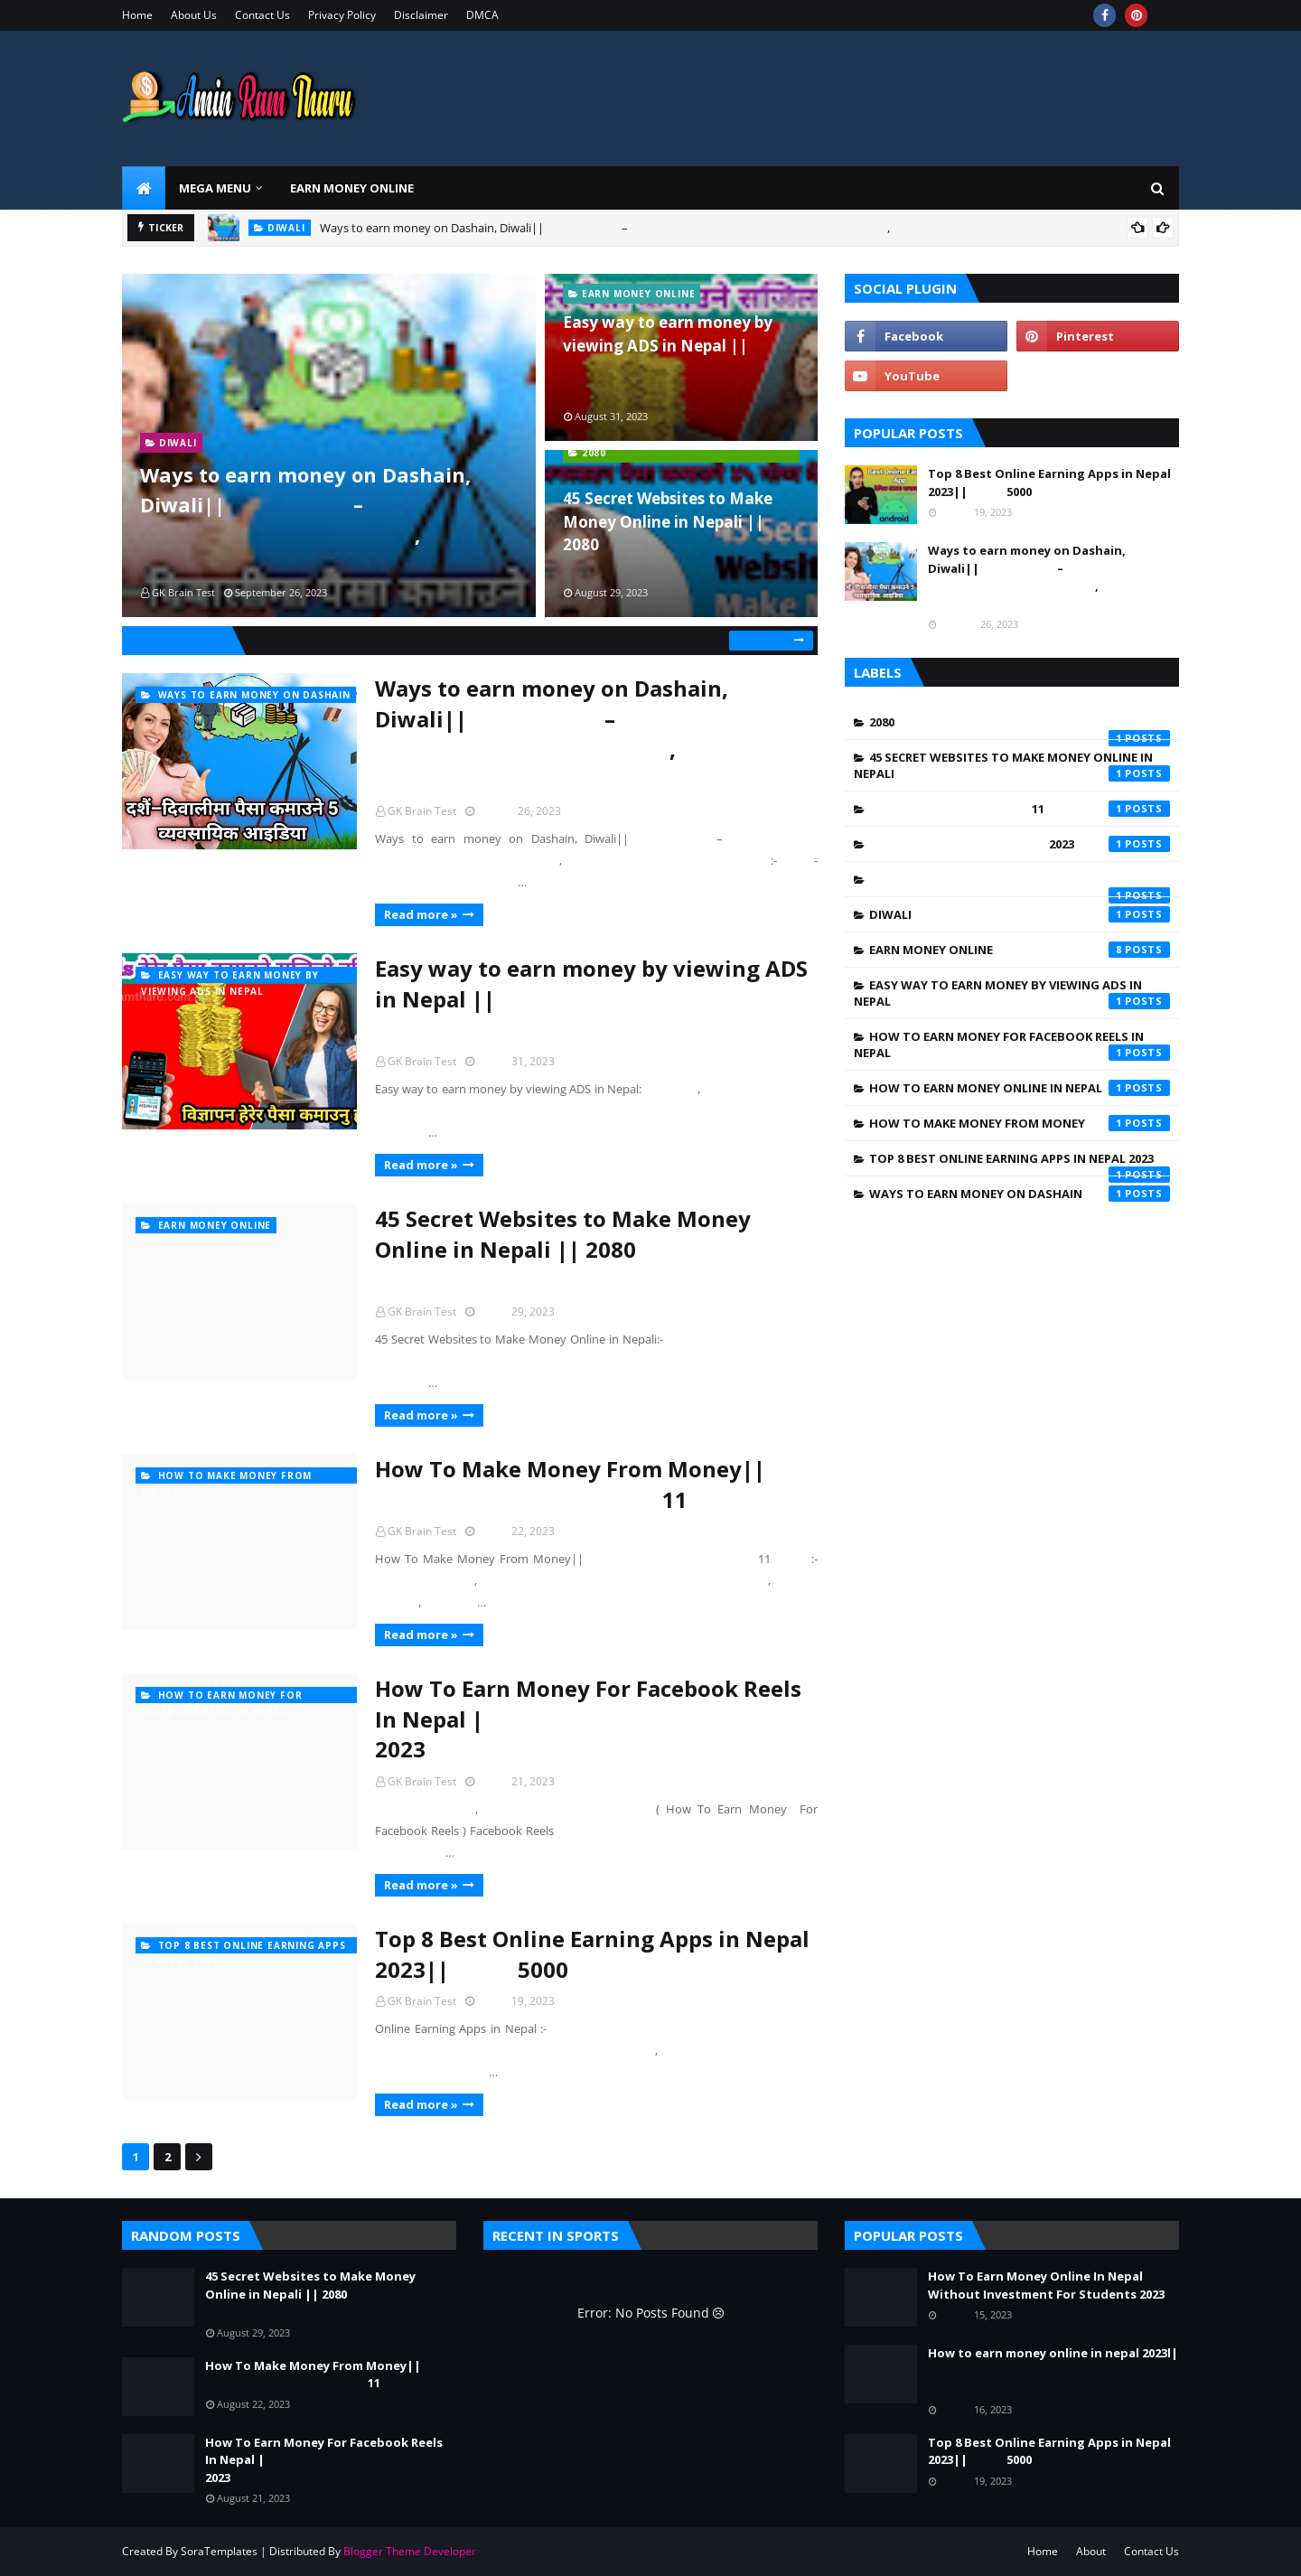 Home About Us Contact Us Privacy Policy Disclaimer DMCA
Amin Ram Tharu
MEGA MENU EARN MONEY ONLINE
TICKER DIWALI Ways to earn money on Dashain, Diwali|| – ,
DIWALI
Ways to earn money on Dashain,
Diwali|| –
,
GK Brain Test September 26, 2023
EARN MONEY ONLINE
Easy way to earn money by
viewing ADS in Nepal ||
August 31, 2023
2080
45 Secret Websites to Make
Money Online in Nepali ||
2080
August 29, 2023
WAYS TO EARN MONEY ON DASHAIN
दशैं–दिवालीमा पैसा कमाउने 5
व्यवसायिक आइडिया
Ways to earn money on Dashain,
Diwali|| –
,
GK Brain Test 26, 2023
Ways to earn money on Dashain, Diwali|| –
, :- -
...
Read more »
EASY WAY TO EARN MONEY BY
VIEWING ADS IN NEPAL
विज्ञापन हेरेर पैसा कमाउनु
Easy way to earn money by viewing ADS
in Nepal ||
GK Brain Test 31, 2023
Easy way to earn money by viewing ADS in Nepal: ,
...
Read more »
EARN MONEY ONLINE
45 Secret Websites to Make Money
Online in Nepali || 2080
GK Brain Test 29, 2023
45 Secret Websites to Make Money Online in Nepali:-
...
Read more »
HOW TO MAKE MONEY FROM
How To Make Money From Money||
11
GK Brain Test 22, 2023
How To Make Money From Money|| 11 :-
, ,
, ...
Read more »
HOW TO EARN MONEY FOR
How To Earn Money For Facebook Reels
In Nepal |
2023
GK Brain Test 21, 2023
, ( How To Earn Money For
Facebook Reels ) Facebook Reels
...
Read more »
TOP 8 BEST ONLINE EARNING APPS
Top 8 Best Online Earning Apps in Nepal
2023|| 5000
GK Brain Test 19, 2023
Online Earning Apps in Nepal :-
,
...
Read more »
1 2
SOCIAL PLUGIN
Facebook Pinterest
YouTube
POPULAR POSTS
Top 8 Best Online Earning Apps in Nepal
2023|| 5000
19, 2023
Ways to earn money on Dashain,
Diwali|| –
,
26, 2023
LABELS
2080
1 POSTS
45 SECRET WEBSITES TO MAKE MONEY ONLINE IN
NEPALI 1 POSTS
11 1 POSTS
2023 1 POSTS
1 POSTS
DIWALI 1 POSTS
EARN MONEY ONLINE 8 POSTS
EASY WAY TO EARN MONEY BY VIEWING ADS IN
NEPAL 1 POSTS
HOW TO EARN MONEY FOR FACEBOOK REELS IN
NEPAL 1 POSTS
HOW TO EARN MONEY ONLINE IN NEPAL 1 POSTS
HOW TO MAKE MONEY FROM MONEY 1 POSTS
TOP 8 BEST ONLINE EARNING APPS IN NEPAL 2023
1 POSTS
WAYS TO EARN MONEY ON DASHAIN 1 POSTS
RANDOM POSTS
45 Secret Websites to Make Money
Online in Nepali || 2080
August 29, 2023
How To Make Money From Money||
11
August 22, 2023
How To Earn Money For Facebook Reels
In Nepal |
2023
August 21, 2023
RECENT IN SPORTS
Error: No Posts Found
POPULAR POSTS
How To Earn Money Online In Nepal
Without Investment For Students 2023
15, 2023
How to earn money online in nepal 2023l|
16, 2023
Top 8 Best Online Earning Apps in Nepal
2023|| 5000
19, 2023
Created By SoraTemplates | Distributed By Blogger Theme Developer
Home About Contact Us